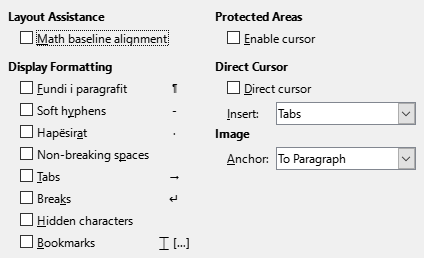 Layout Assistance
Math baseline alignment
Display Formatting
Fundi i paragrafit ¶
Soft hyphens -
Hapësirat ·
Non-breaking spaces
Tabs →
Breaks ↵
Hidden characters
Bookmarks [...]
Protected Areas
Enable cursor
Direct Cursor
Direct cursor
Insert: Tabs
Image
Anchor: To Paragraph